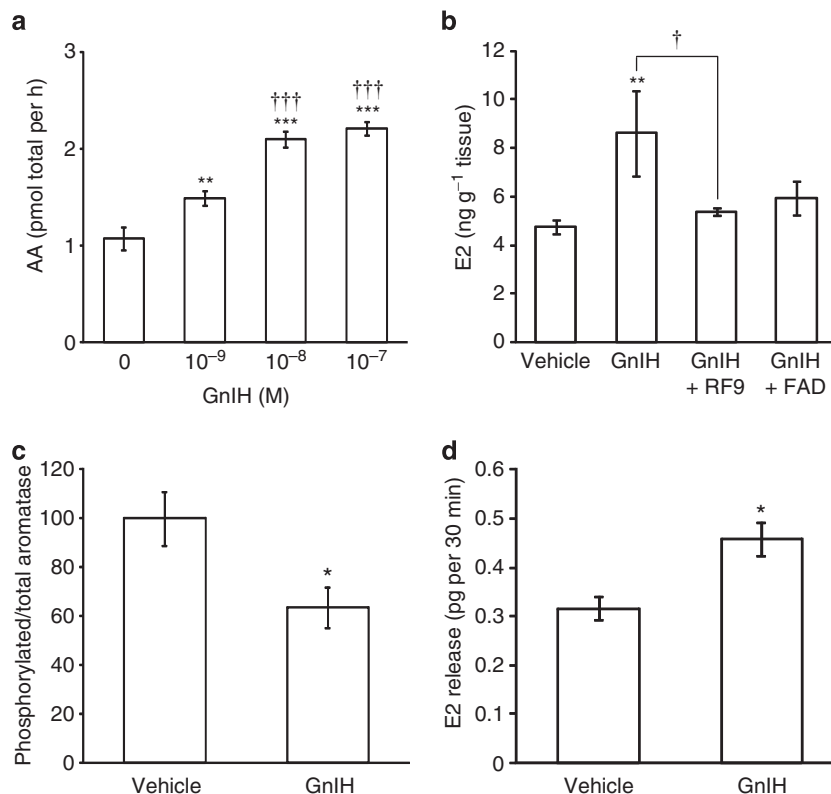 a
AA (pmol total per h)
3
2
1
0
**
†††
***
†††
***
0
10⁻⁹
10⁻⁸
10⁻⁷
GnIH (M)
b
E2 (ng g⁻¹ tissue)
12
10
8
6
4
2
0
**
†
Vehicle
GnIH
GnIH
+ RF9
GnIH
+ FAD
c
Phosphorylated/total aromatase
120
100
80
60
40
20
0
*
Vehicle
GnIH
d
E2 release (pg per 30 min)
0.6
0.5
0.4
0.3
0.2
0.1
0
*
Vehicle
GnIH